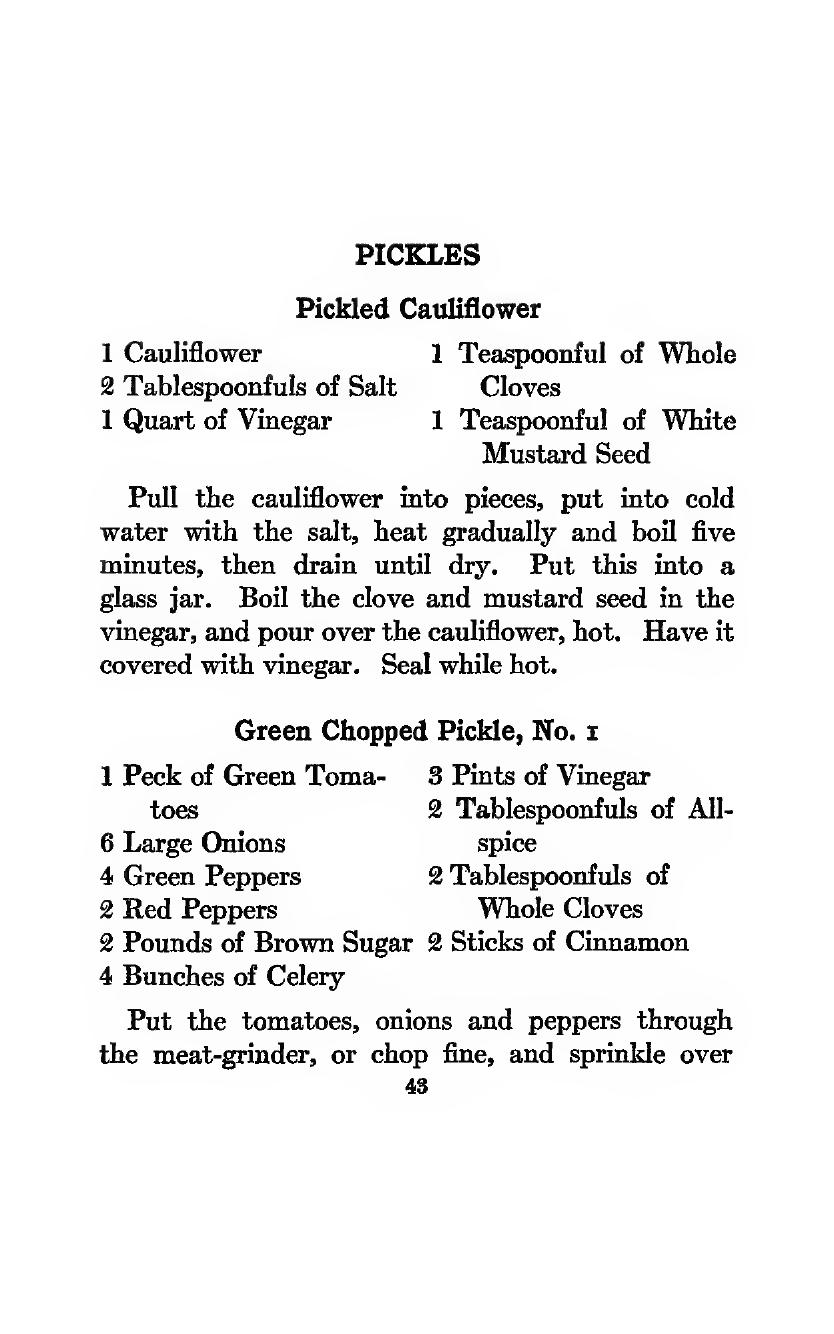 PICKLES
Pickled Cauliflower
1 Cauliflower
2 Tablespoonfuls of Salt
1 Quart of Vinegar
1 Teaspoonful of Whole
Cloves
1 Teaspoonful of White
Mustard Seed
Pull the cauliflower into pieces, put into cold
water with the salt, heat gradually and boil five
minutes, then drain until dry. Put this into a
glass jar. Boil the clove and mustard seed in the
vinegar, and pour over the cauliflower, hot. Have it
covered with vinegar. Seal while hot.
Green Chopped Pickle, No. 1
1 Peck of Green Toma-
toes
6 Large Onions
4 Green Peppers
2 Red Peppers
2 Pounds of Brown Sugar
4 Bunches of Celery
3 Pints of Vinegar
2 Tablespoonfuls of All-
spice
2 Tablespoonfuls of
Whole Cloves
2 Sticks of Cinnamon
Put the tomatoes, onions and peppers through
the meat-grinder, or chop fine, and sprinkle over
43